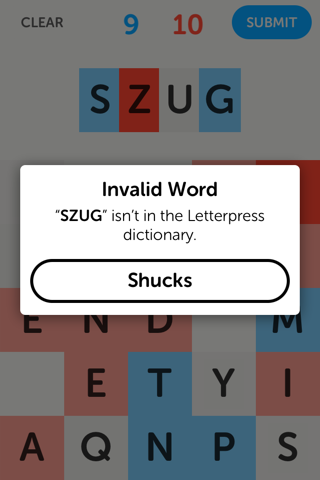 CLEAR 9 10 SUBMIT
S Z U G
Invalid Word
“SZUG” isn’t in the Letterpress
dictionary.
Shucks
E N D M
E T Y I
A Q N P S